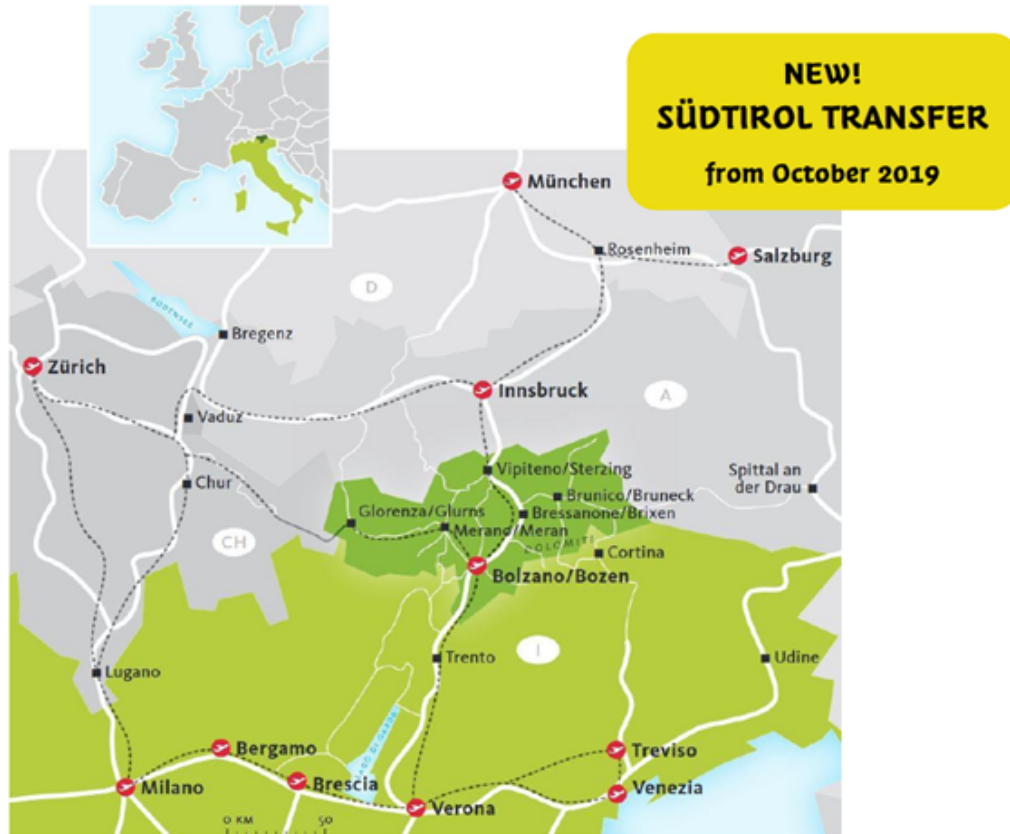 NEW!
SÜDTIROL TRANSFER
from October 2019
München
Rosenheim
Salzburg
D
BODENSEE
Bregenz
Zürich
Innsbruck
A
Vaduz
Vipiteno/Sterzing
Spittal an
der Drau
Chur
Brunico/Bruneck
Glorenza/Glurns
Bressanone/Brixen
Merano/Meran
CH
DOLOMITI
Cortina
Bolzano/Bozen
I
Trento
Udine
Lugano
LAGO DI GARDA
Bergamo
Treviso
Milano
Brescia
Venezia
Verona
0 KM 50